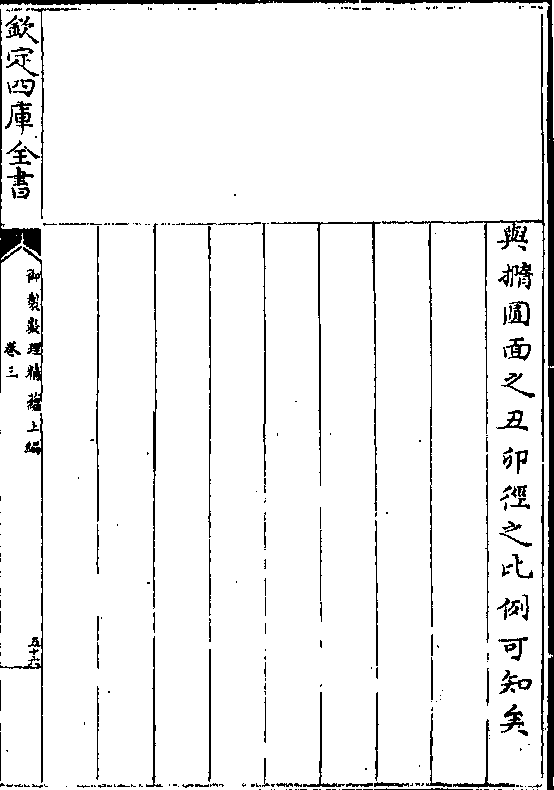 與撱圓面之丑卯徑之比例可知矣
欽定四庫全書
御製數理精蘊上編
卷三
五十六